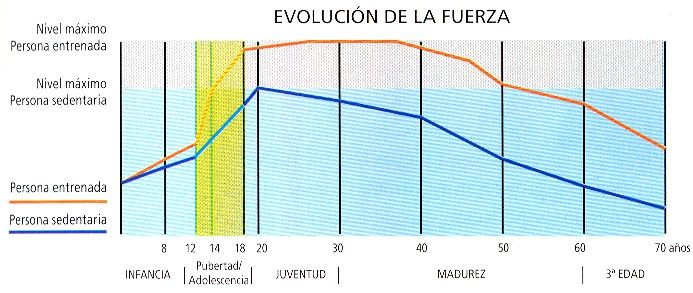 EVOLUCIÓN DE LA FUERZA
Nivel máximo
Persona entrenada
Nivel máximo
Persona sedentaria
Persona entrenada
Persona sedentaria
8 12 14 18 20 30 40 50 60 70 años
INFANCIA Pubertad/ JUVENTUD MADUREZ 3ª EDAD
Adolescencia